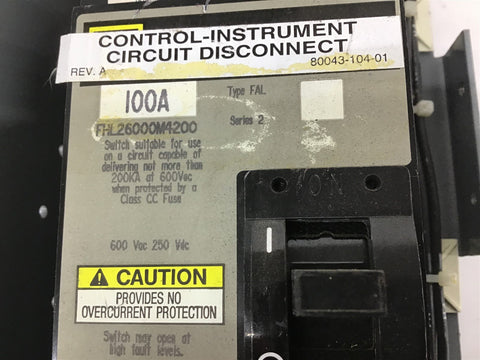 CONTROL-INSTRUMENT
CIRCUIT DISCONNECT
REV. A
80043-104-01
100A
Type FAL
FHL26000M4200
Series 2
Switch suitable for use
on a circuit capable of
delivering not more than
200KA at 600Vac
when protected by a
Class CC Fuse
ON
600 Vac 250 Vdc
I
CAUTION
PROVIDES NO
OVERCURRENT PROTECTION
Switch may open at
high fault levels.
O